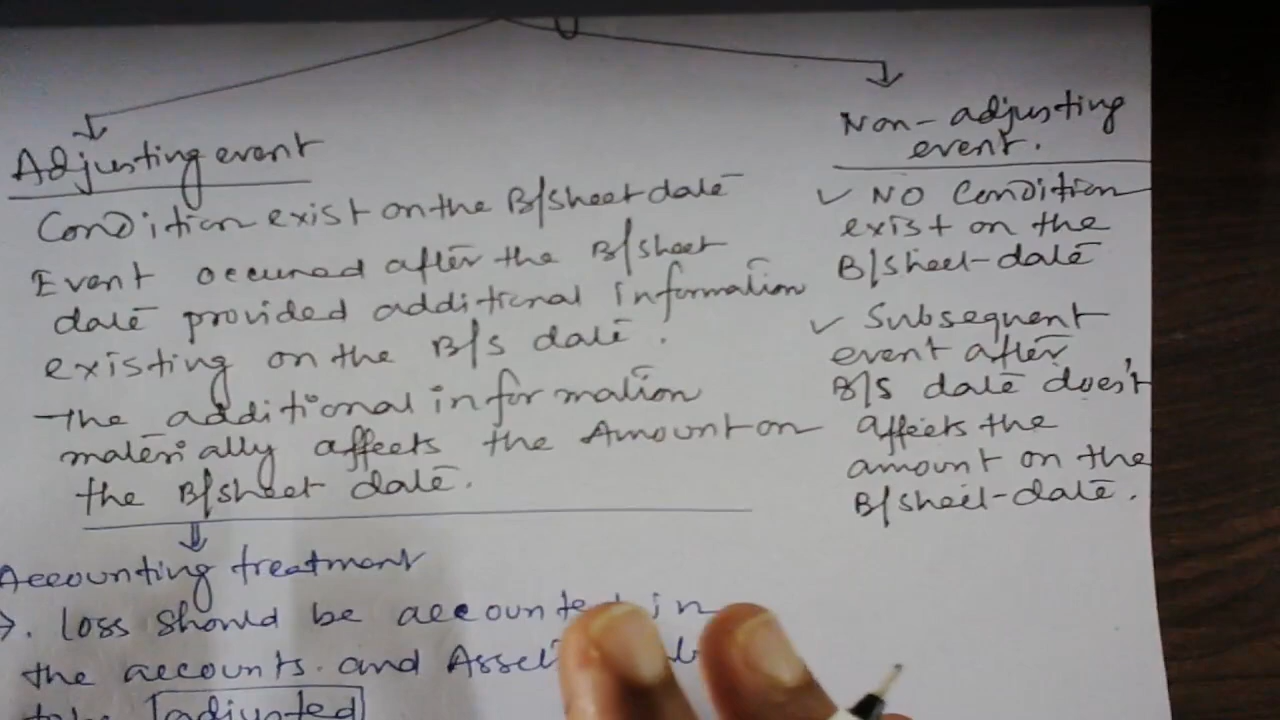 Adjusting event
Condition exist on the B/sheet date
Event occured after the B/sheet
date provided additional information
existing on the B/s date.
The additional information
materially affects the Amount on
the B/sheet date.
Accounting treatment
loss should be accounted in
the accounts. and Asset
to be adjusted
Non-adjusting
event.
✓ NO Condition
exist on the
B/sheet-date
✓ Subsequent
event after
B/S date does't
affects the
amount on the
B/sheet-date.